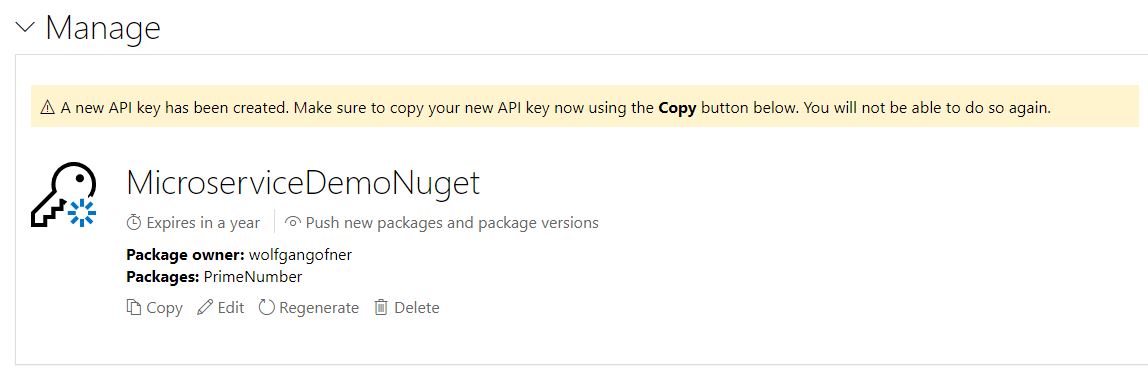 Manage
A new API key has been created. Make sure to copy your new API key now using the Copy button below. You will not be able to do so again.
MicroserviceDemoNuget
Expires in a year Push new packages and package versions
Package owner: wolfgangofner
Packages: PrimeNumber
Copy Edit Regenerate Delete